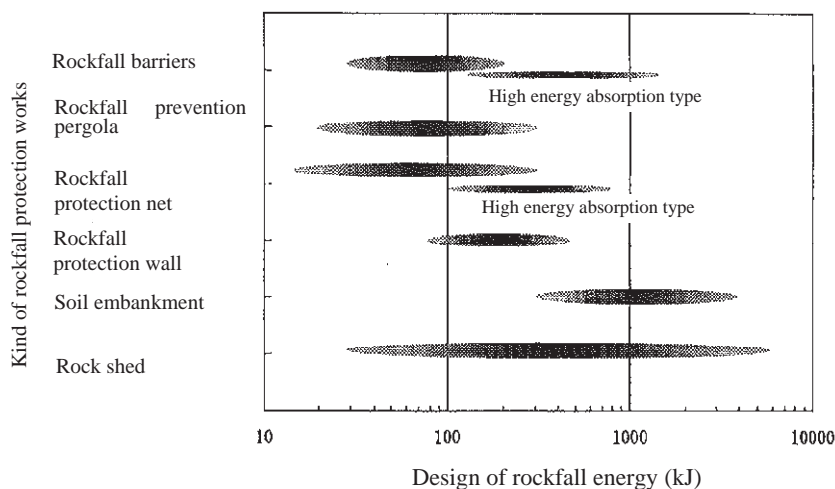 Kind of rockfall protection works
Rockfall barriers
High energy absorption type
Rockfall prevention
pergola
Rockfall
protection net
High energy absorption type
Rockfall
protection wall
Soil embankment
Rock shed
10 100 1000 10000
Design of rockfall energy (kJ)